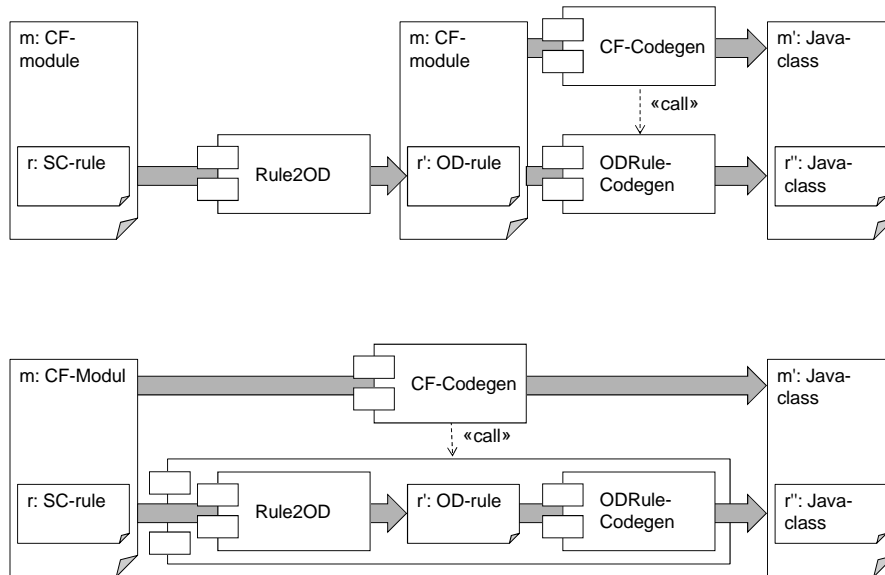 m: CF-
module
m: CF-
module
CF-Codegen
m': Java-
class
«call»
r: SC-rule
Rule2OD
r': OD-rule
ODRule-
Codegen
r'': Java-
class
m: CF-Modul
CF-Codegen
m': Java-
class
«call»
r: SC-rule
Rule2OD
r': OD-rule
ODRule-
Codegen
r'': Java-
class